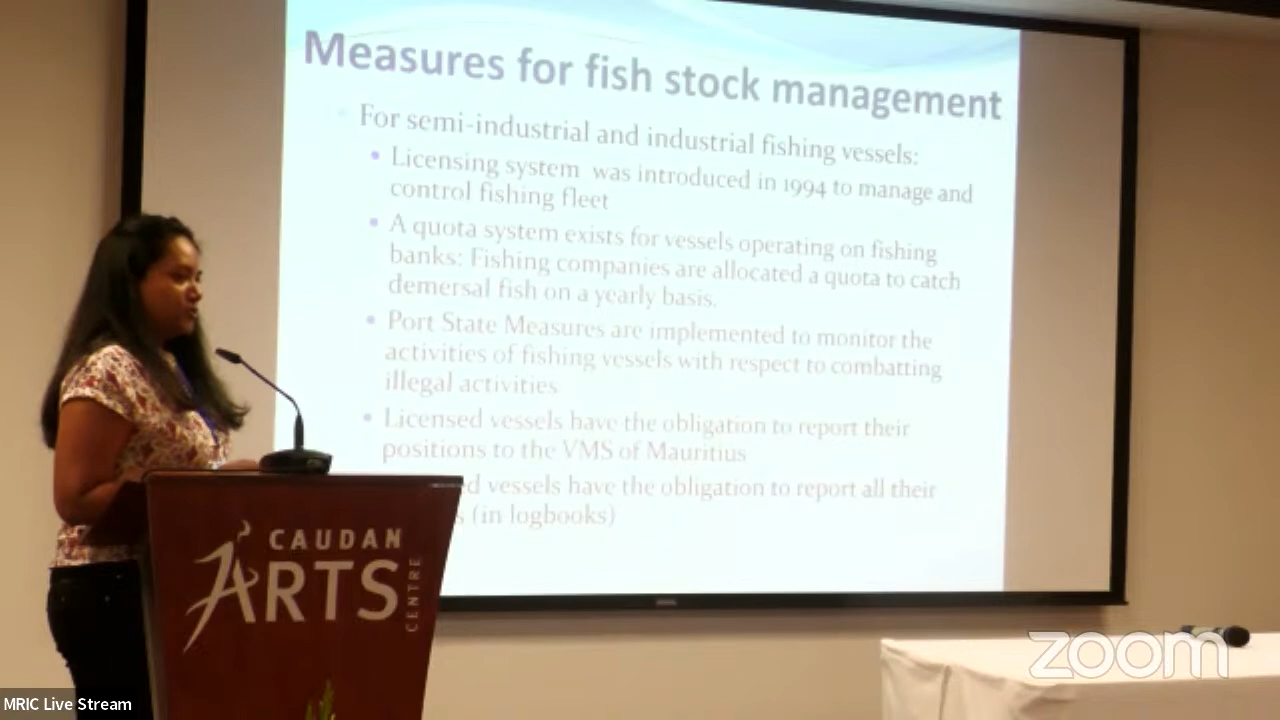 Measures for fish stock management
For semi-industrial and industrial fishing vessels:
Licensing system was introduced in 1994 to manage and
control fishing fleet
A quota system exists for vessels operating on fishing
banks: Fishing companies are allocated a quota to catch
demersal fish on a yearly basis.
Port State Measures are implemented to monitor the
activities of fishing vessels with respect to combatting
illegal activities
Licensed vessels have the obligation to report their
positions to the VMS of Mauritius
vessels have the obligation to report all their
(in logbooks)
CAUDAN
ARTS
CENTRE
zoom
MRIC Live Stream